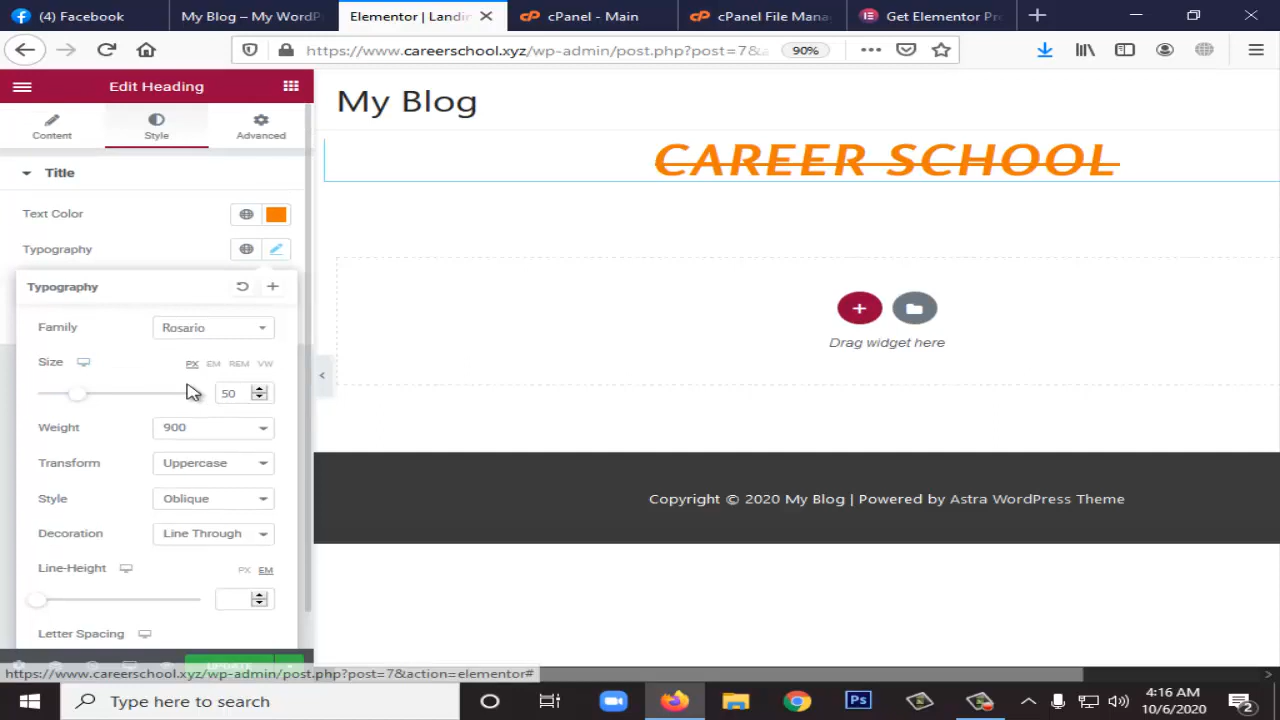 (4) Facebook
My Blog – My WordP
Elementor | Landi
cPanel - Main
cPanel File Mana
Get Elementor Pr
https://www.careerschool.xyz/wp-admin/post.php?post=7&
90%
Edit Heading
My Blog
Content
Style
Advanced
CAREER SCHOOL
Title
Text Color
Typography
Typography
Family
Rosario
Size
PX
EM
REM
VW
Drag widget here
50
Weight
900
Transform
Uppercase
Style
Oblique
Copyright © 2020 My Blog | Powered by Astra WordPress Theme
Decoration
Line Through
Line-Height
PX
EM
Letter Spacing
UPDATE
https://www.careerschool.xyz/wp-admin/post.php?post=7&action=elementor#
Type here to search
Ps
4:16 AM
10/6/2020
2